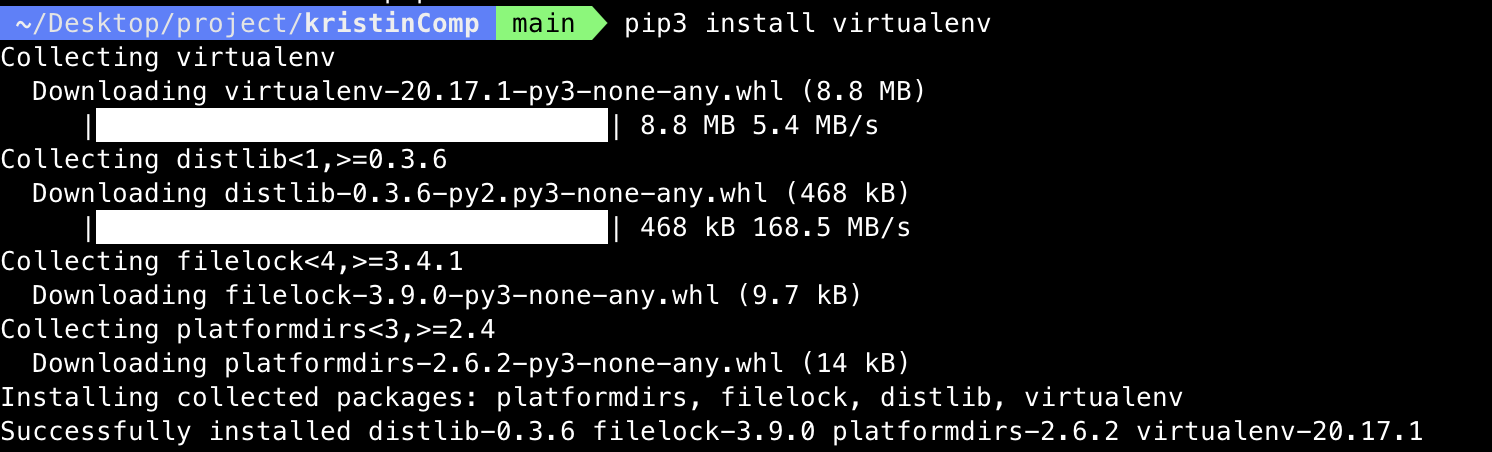 ~/Desktop/project/kristinComp main pip3 install virtualenv
Collecting virtualenv
Downloading virtualenv-20.17.1-py3-none-any.whl (8.8 MB)
| | 8.8 MB 5.4 MB/s
Collecting distlib<1,>=0.3.6
Downloading distlib-0.3.6-py2.py3-none-any.whl (468 kB)
| | 468 kB 168.5 MB/s
Collecting filelock<4,>=3.4.1
Downloading filelock-3.9.0-py3-none-any.whl (9.7 kB)
Collecting platformdirs<3,>=2.4
Downloading platformdirs-2.6.2-py3-none-any.whl (14 kB)
Installing collected packages: platformdirs, filelock, distlib, virtualenv
Successfully installed distlib-0.3.6 filelock-3.9.0 platformdirs-2.6.2 virtualenv-20.17.1